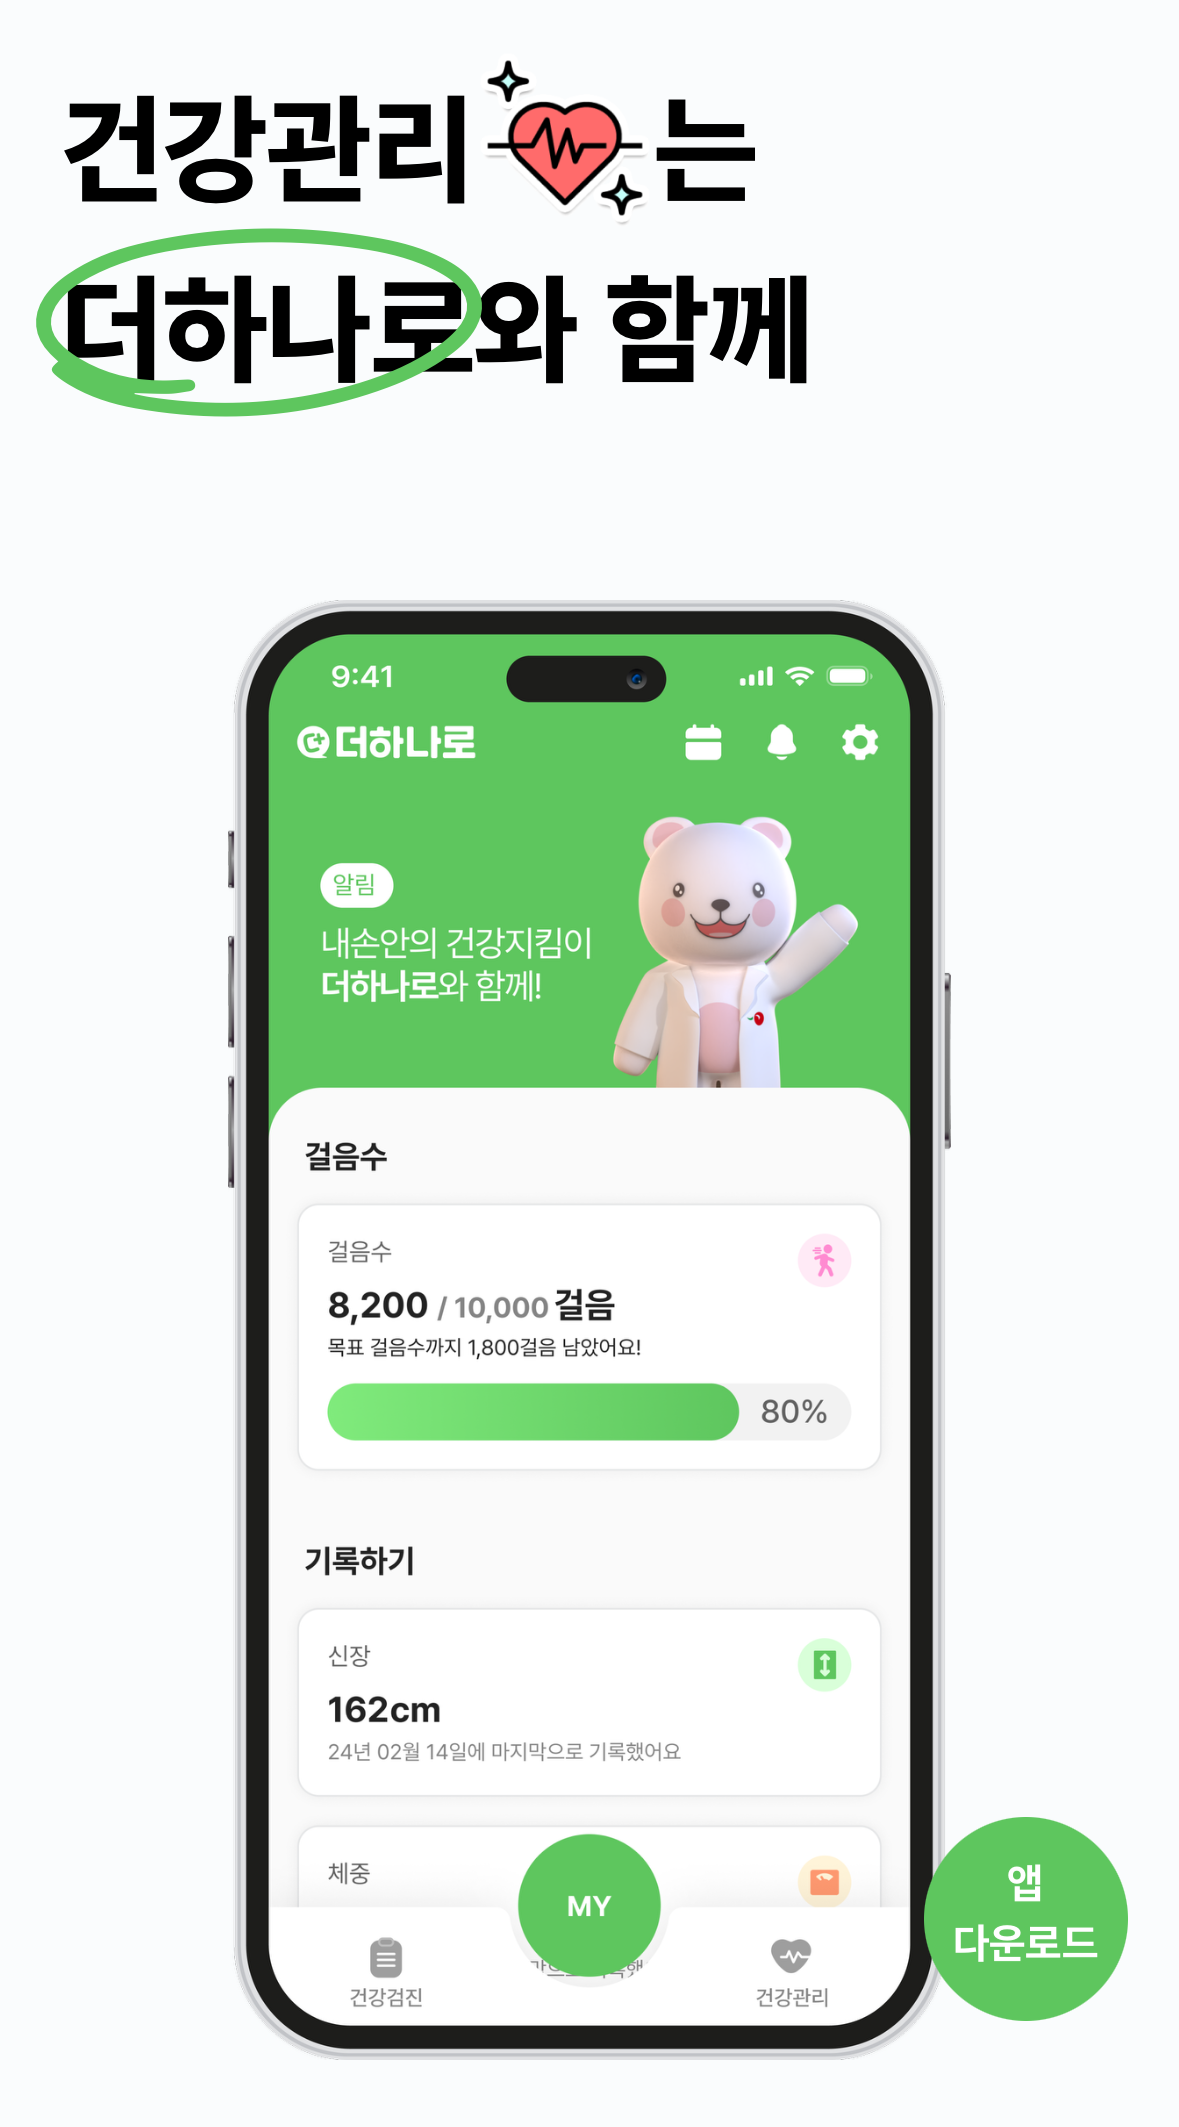 건강관리는
더하나로와 함께
9:41
더하나로
알림
내손안의 건강지킴이
더하나로와 함께!
걸음수
걸음수
8,200 / 10,000 걸음
목표 걸음수까지 1,800걸음 남았어요!
80%
기록하기
신장
162cm
24년 02월 14일에 마지막으로 기록했어요
체중
MY
건강검진
건강관리
앱
다운로드